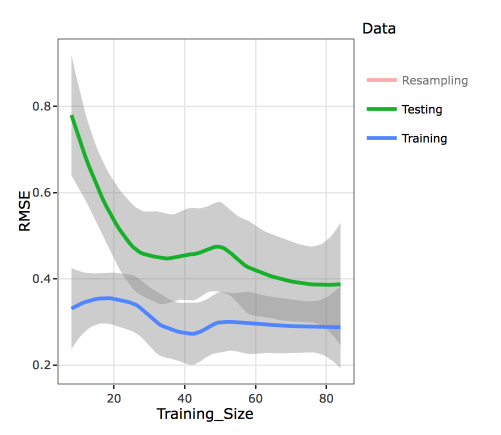 Data
Resampling
Testing
Training
RMSE
0.8
0.6
0.4
0.2
20 40 60 80
Training_Size